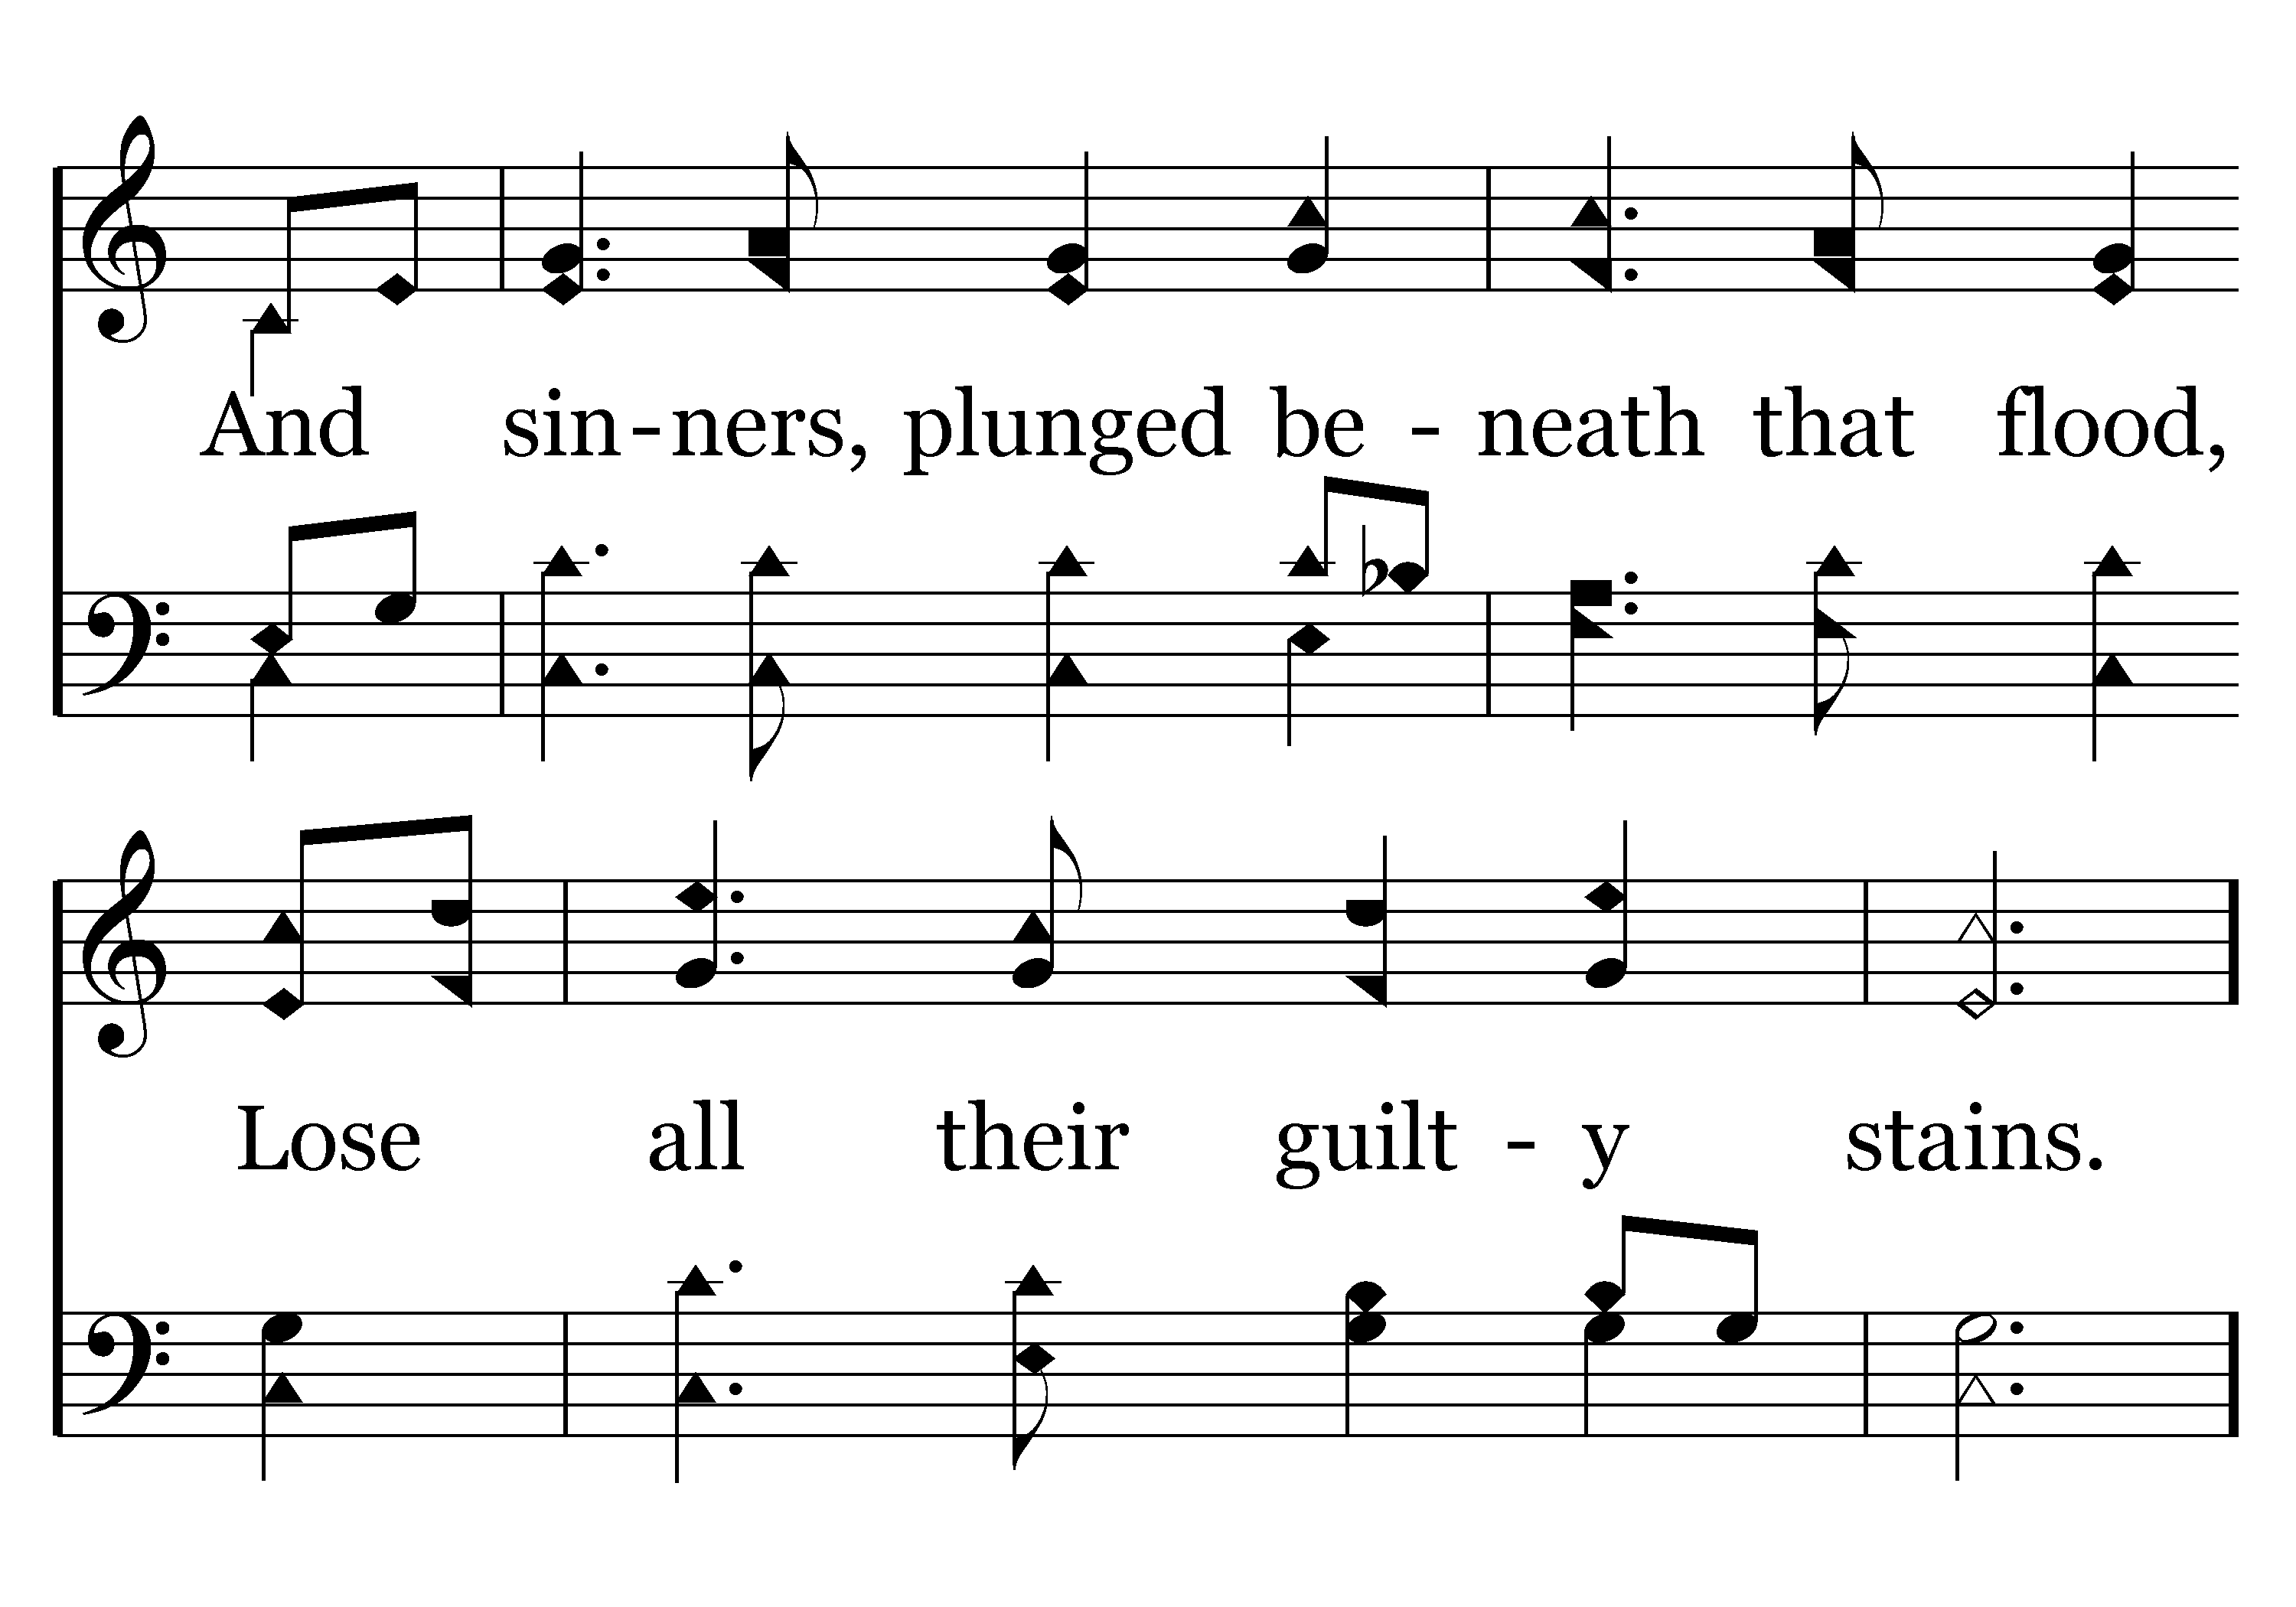 And sin-ners, plunged be - neath that flood,
Lose all their guilt - y stains.